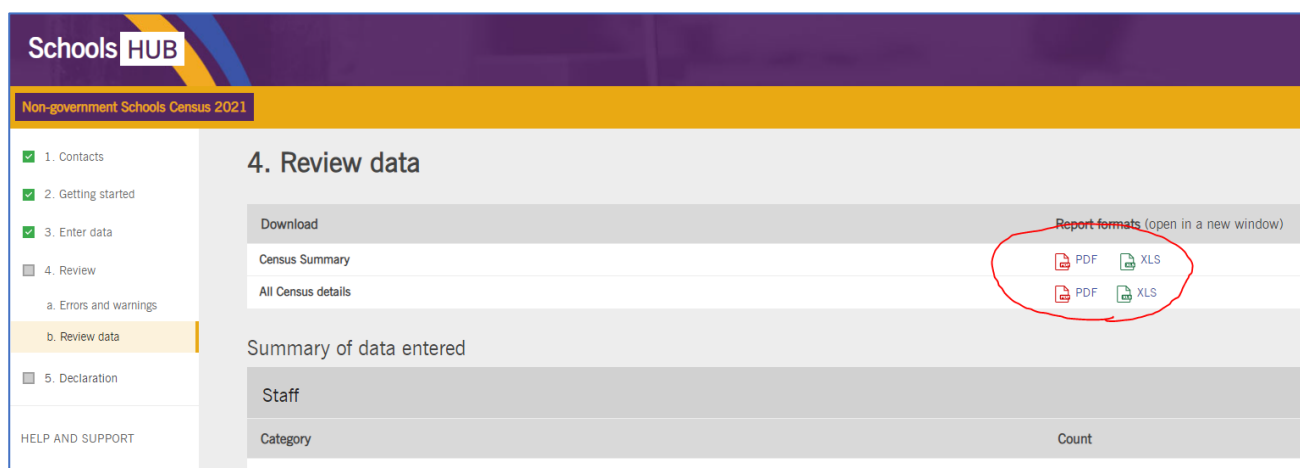 Schools HUB
Non-government Schools Census 2021
1. Contacts
2. Getting started
3. Enter data
4. Review
a. Errors and warnings
b. Review data
5. Declaration
HELP AND SUPPORT
4. Review data
Download Report formats (open in a new window)
Census Summary PDF XLS
All Census details PDF XLS
Summary of data entered
Staff
Category Count